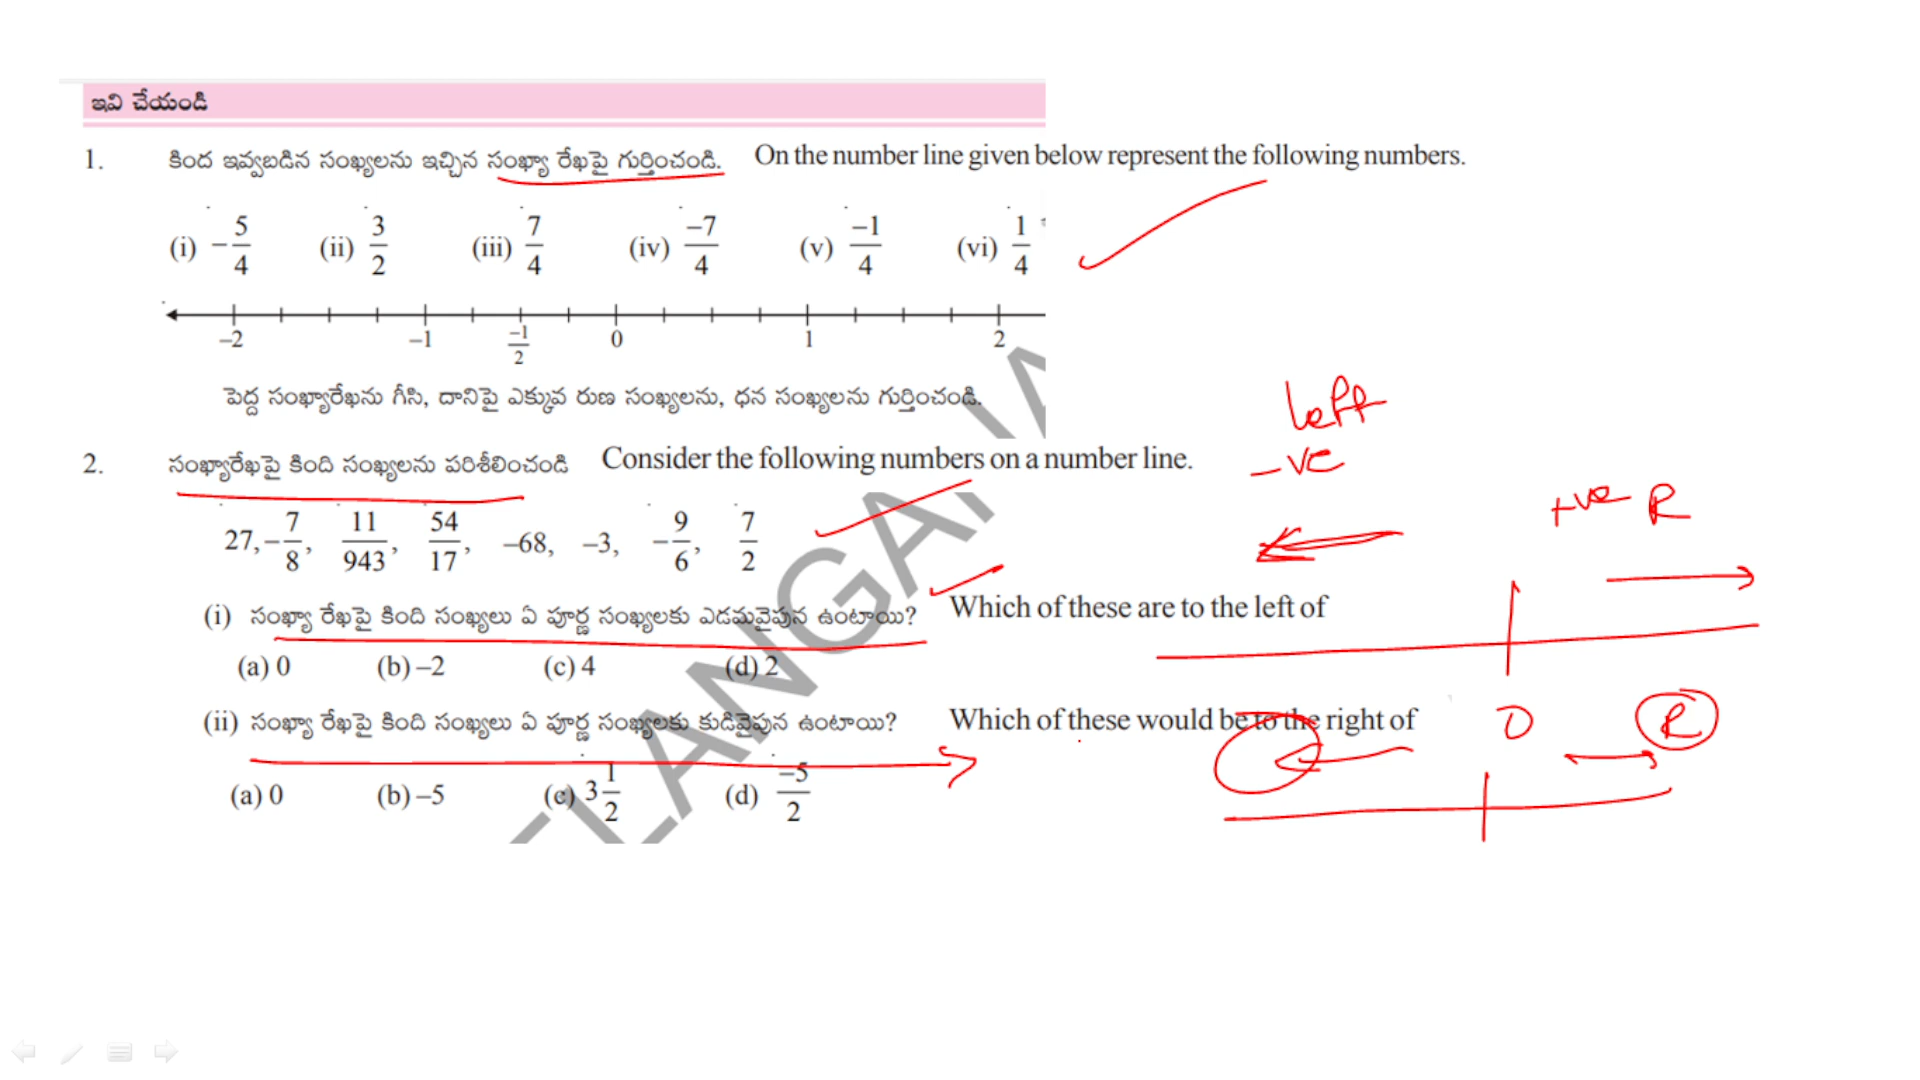 ఇవి చేయండి
1. కింద ఇవ్వబడిన సంఖ్యలను ఇచ్చిన సంఖ్యా రేఖపై గుర్తించండి. On the number line given below represent the following numbers.
(i) -5/4 (ii) 3/2 (iii) 7/4 (iv) –7/4 (v) –1/4 (vi) 1/4
–2 –1 –1/2 0 1 2
పెద్ద సంఖ్యారేఖను గీసి, దానిపై ఎక్కువ రుణ సంఖ్యలను, ధన సంఖ్యలను గుర్తించండి.
left
2. సంఖ్యారేఖపై కింది సంఖ్యలను పరిశీలించండి Consider the following numbers on a number line.
-ve
+ve R
27, -7/8, 11/943, 54/17, –68, –3, -9/6, 7/2
(i) సంఖ్యా రేఖపై కింది సంఖ్యలు ఏ పూర్ణ సంఖ్యలకు ఎడమవైపున ఉంటాయి? Which of these are to the left of
(a) 0 (b) –2 (c) 4 (d) 2
(ii) సంఖ్యా రేఖపై కింది సంఖ్యలు ఏ పూర్ణ సంఖ్యలకు కుడివైపున ఉంటాయి? Which of these would be to the right of
0 R
(a) 0 (b) –5 (c) 3 1/2 (d) –5/2